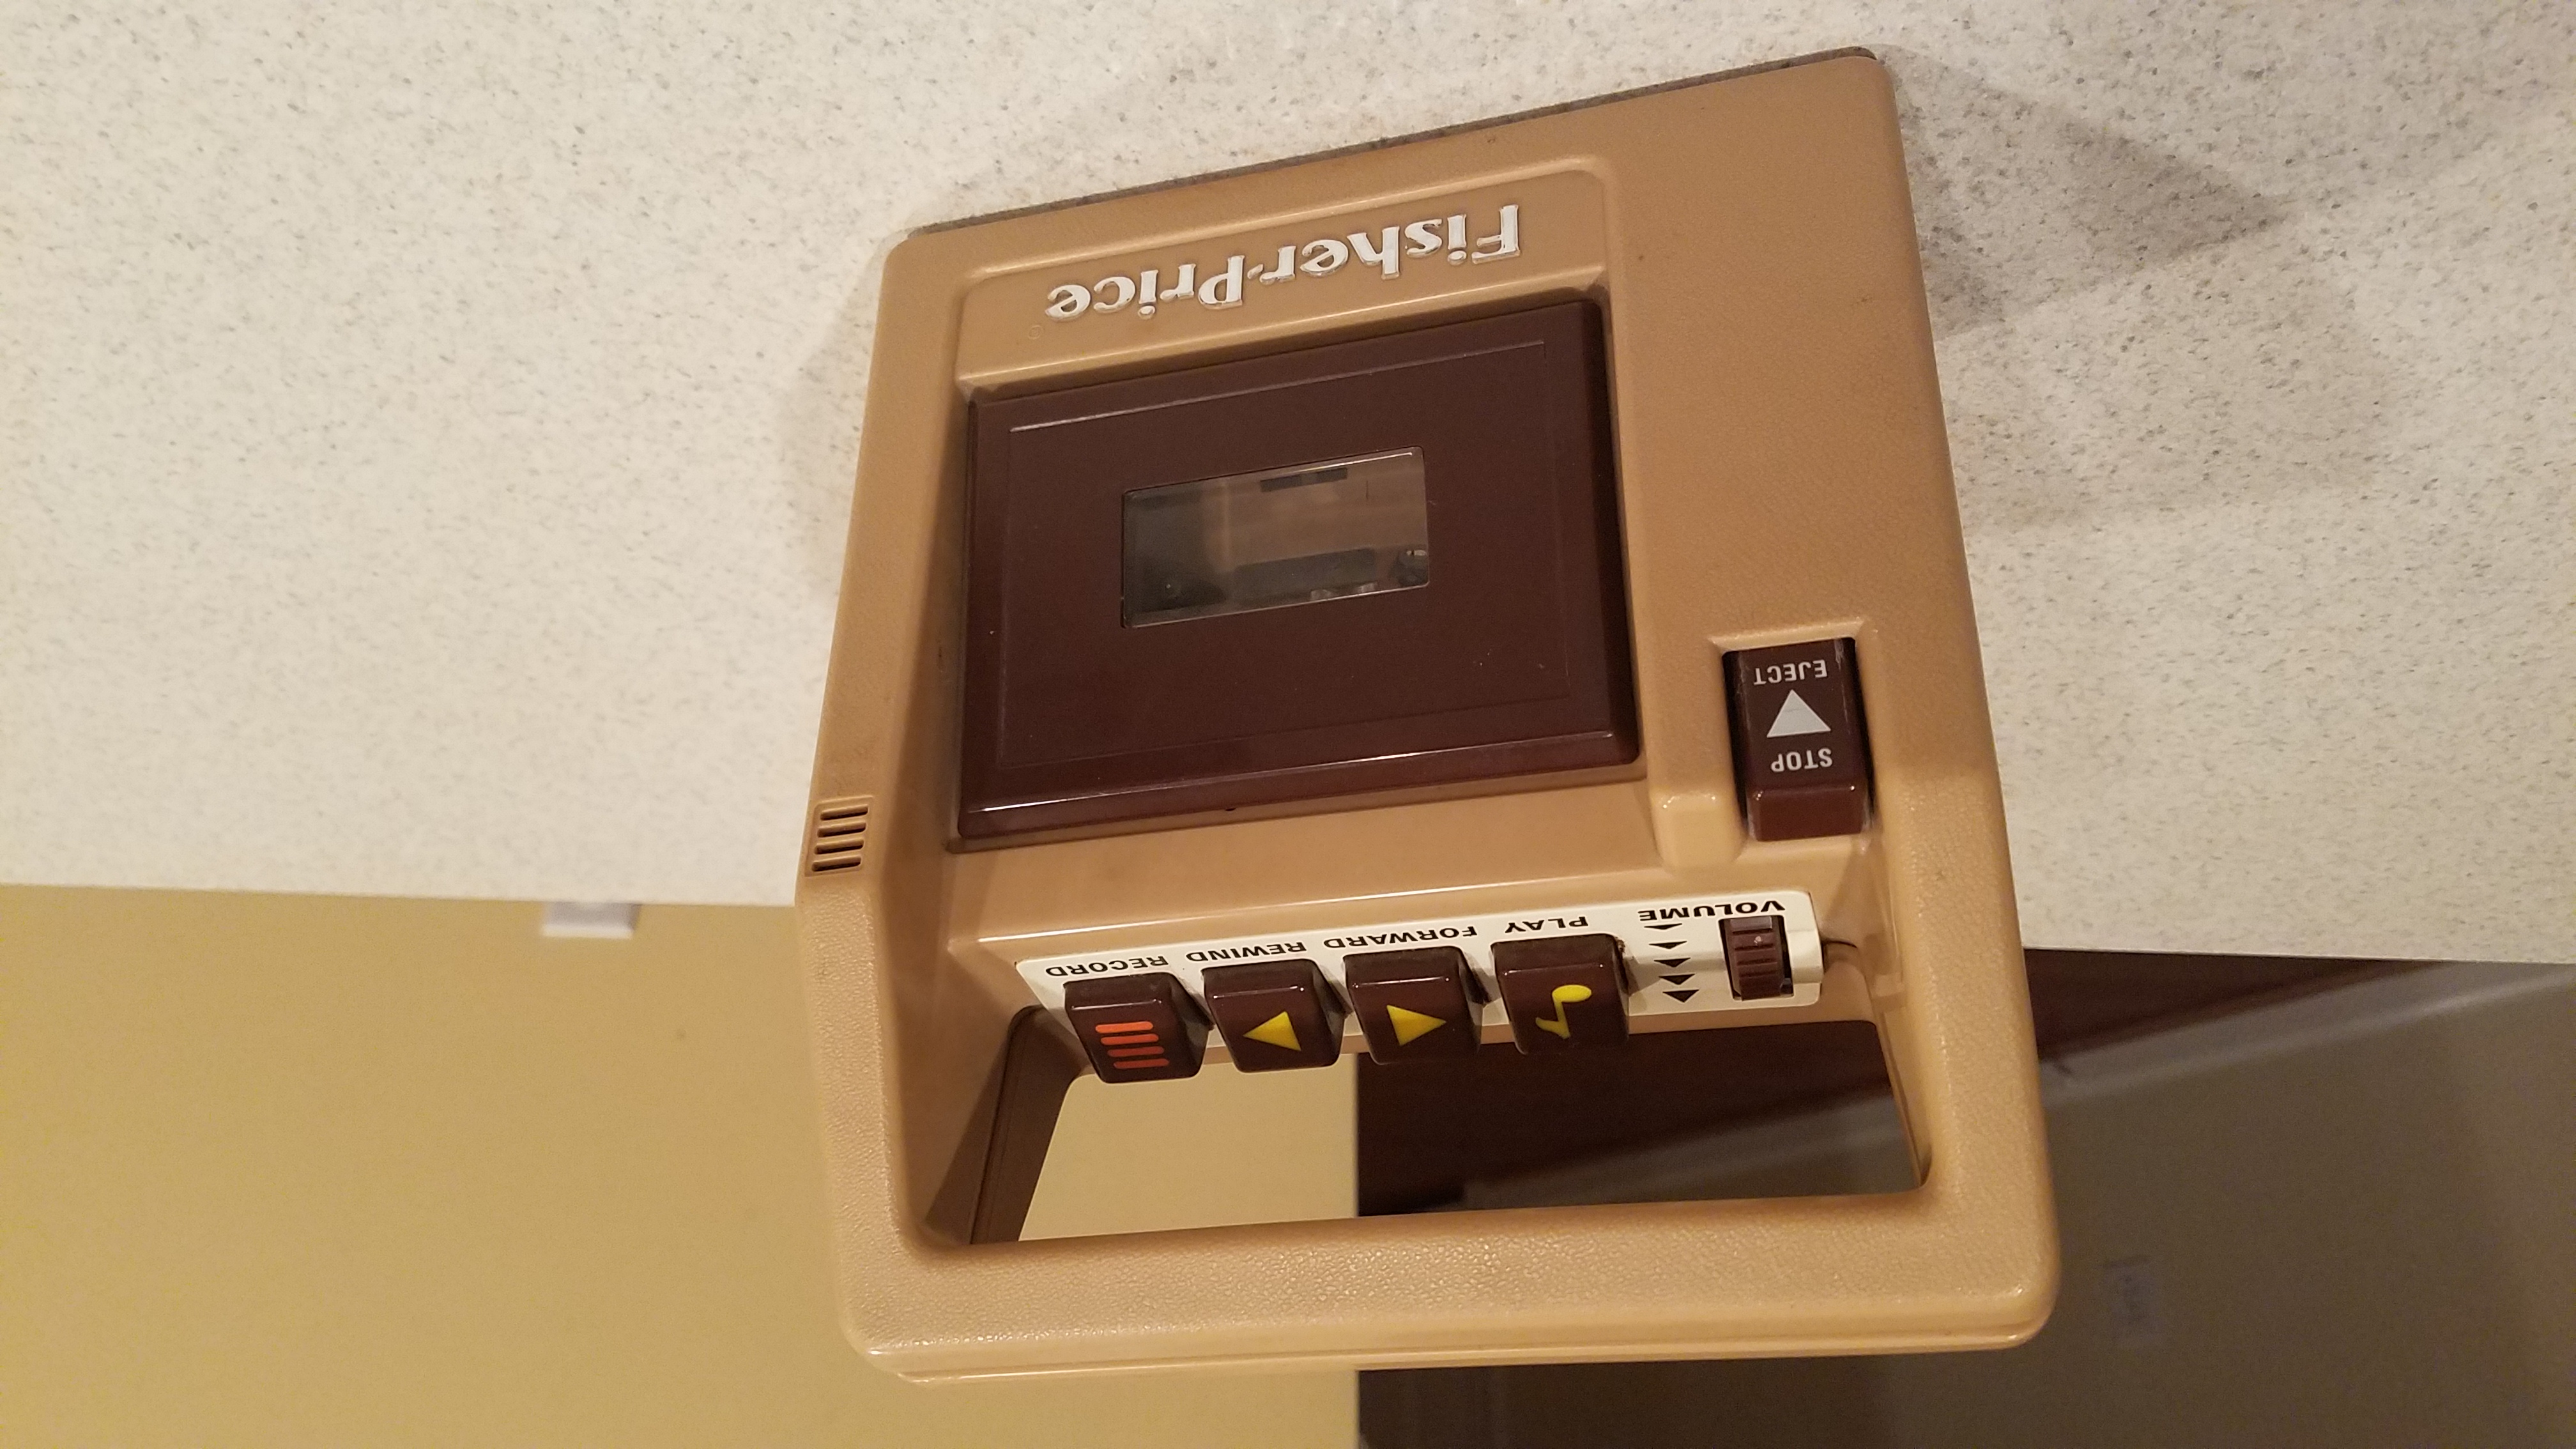 VOLUME PLAY FORWARD REWIND RECORD
STOP
EJECT
Fisher-Price